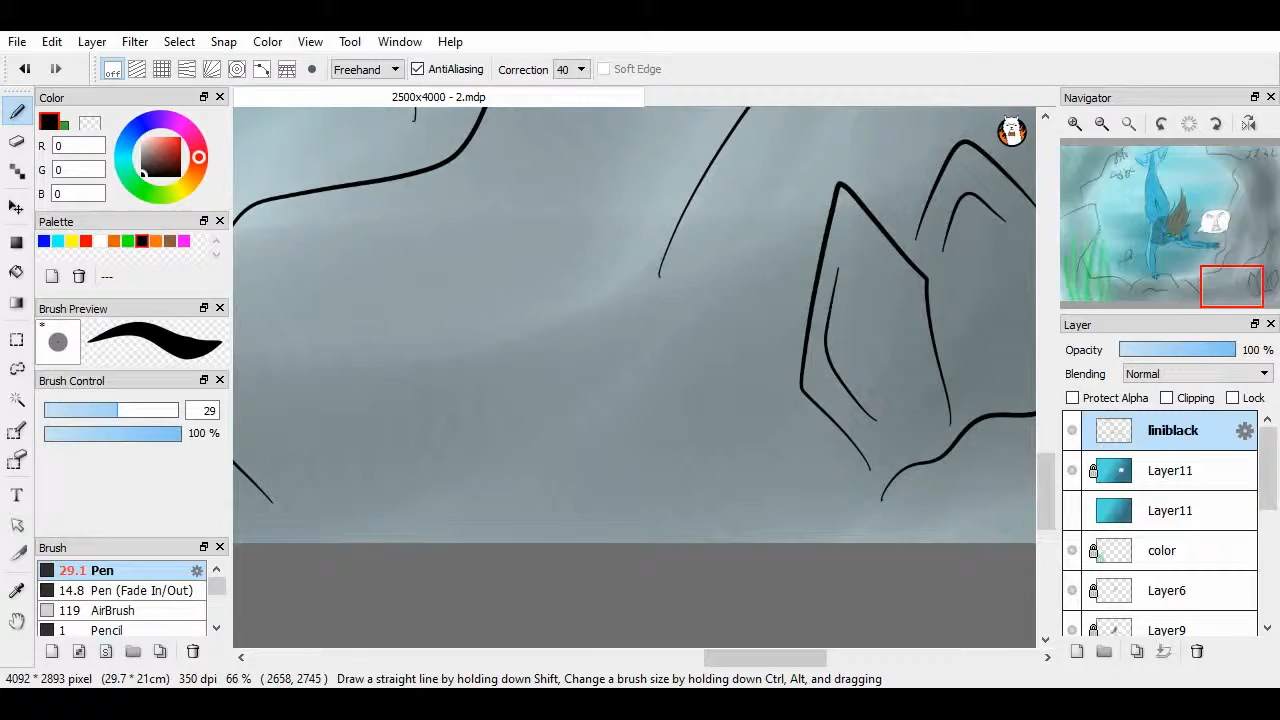 File Edit Layer Filter Select Snap Color View Tool Window Help
off Freehand AntiAliasing Correction 40 Soft Edge
Color
R 0
G 0
B 0
Palette
---
Brush Preview
*
Brush Control
29
100 %
Brush
29.1 Pen
14.8 Pen (Fade In/Out)
119 AirBrush
1 Pencil
2500x4000 - 2.mdp
Navigator
Layer
Opacity 100 %
Blending Normal
Protect Alpha Clipping Lock
liniblack
Layer11
Layer11
color
Layer6
Layer9
4092 * 2893 pixel (29.7 * 21cm) 350 dpi 66 % ( 2658, 2745 ) Draw a straight line by holding down Shift, Change a brush size by holding down Ctrl, Alt, and dragging